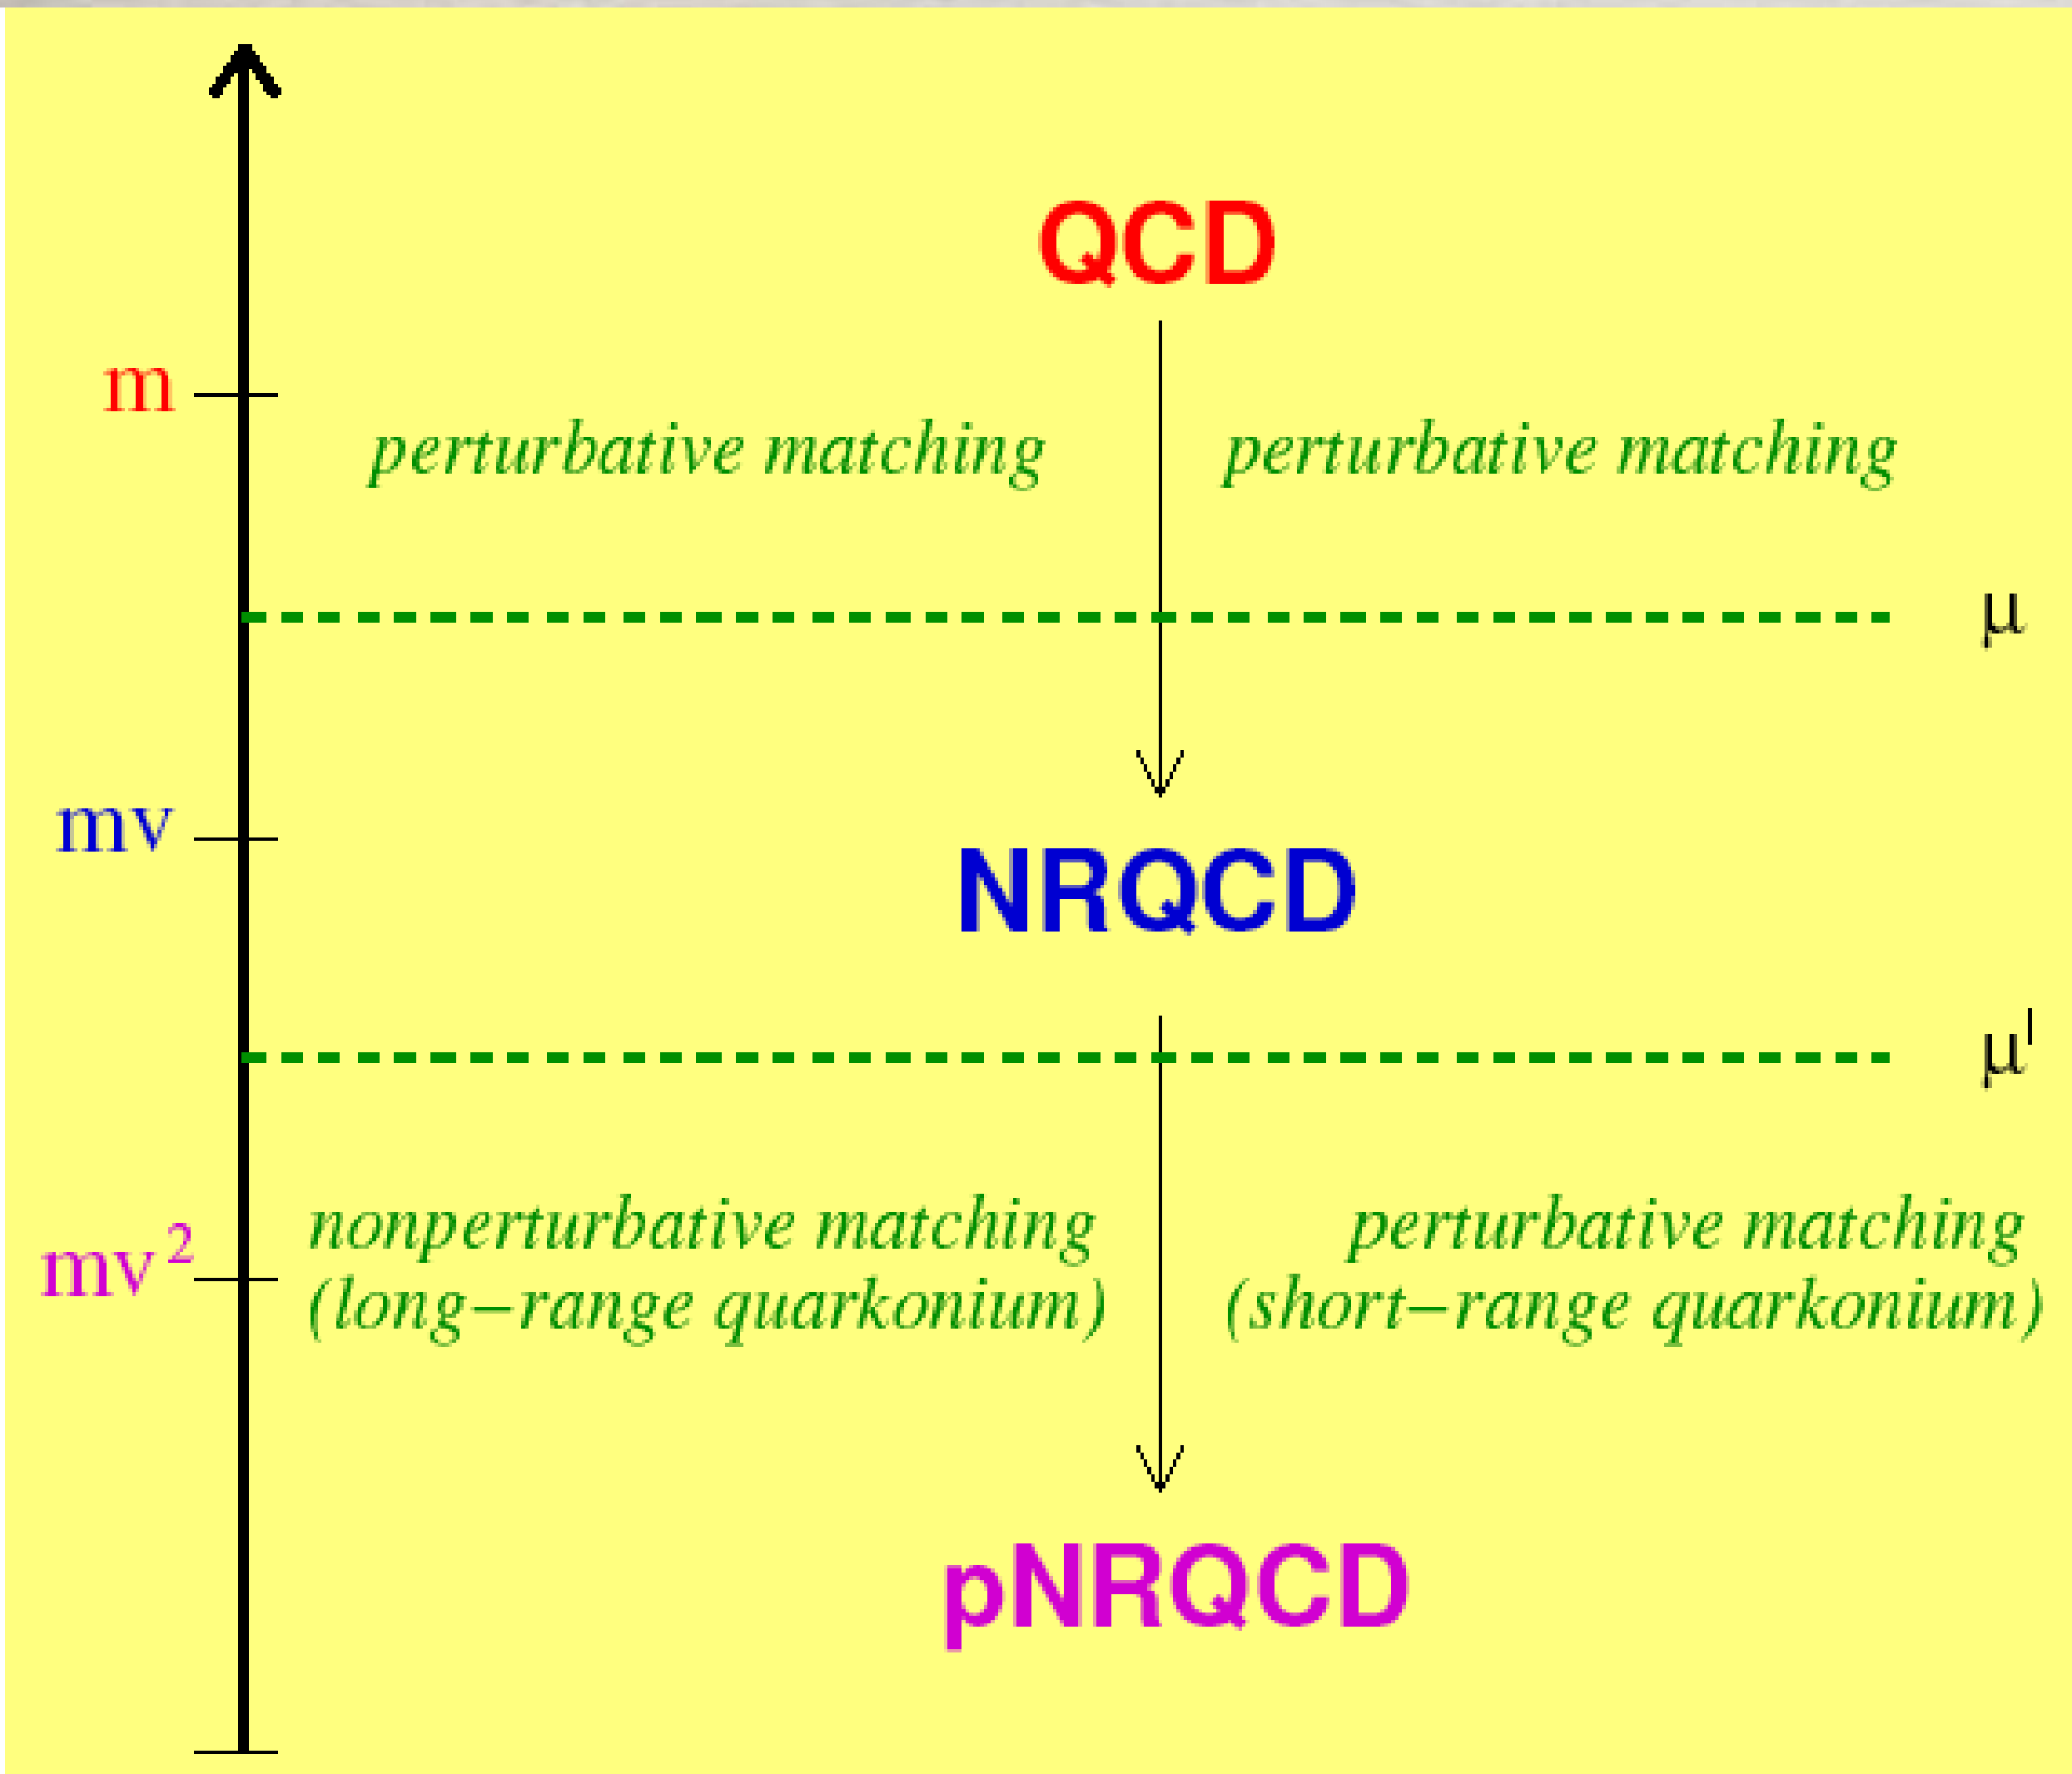 QCD
m
perturbative matching perturbative matching
μ
mv
NRQCD
μ'
nonperturbative matching perturbative matching
mv²
(long–range quarkonium) (short–range quarkonium)
pNRQCD